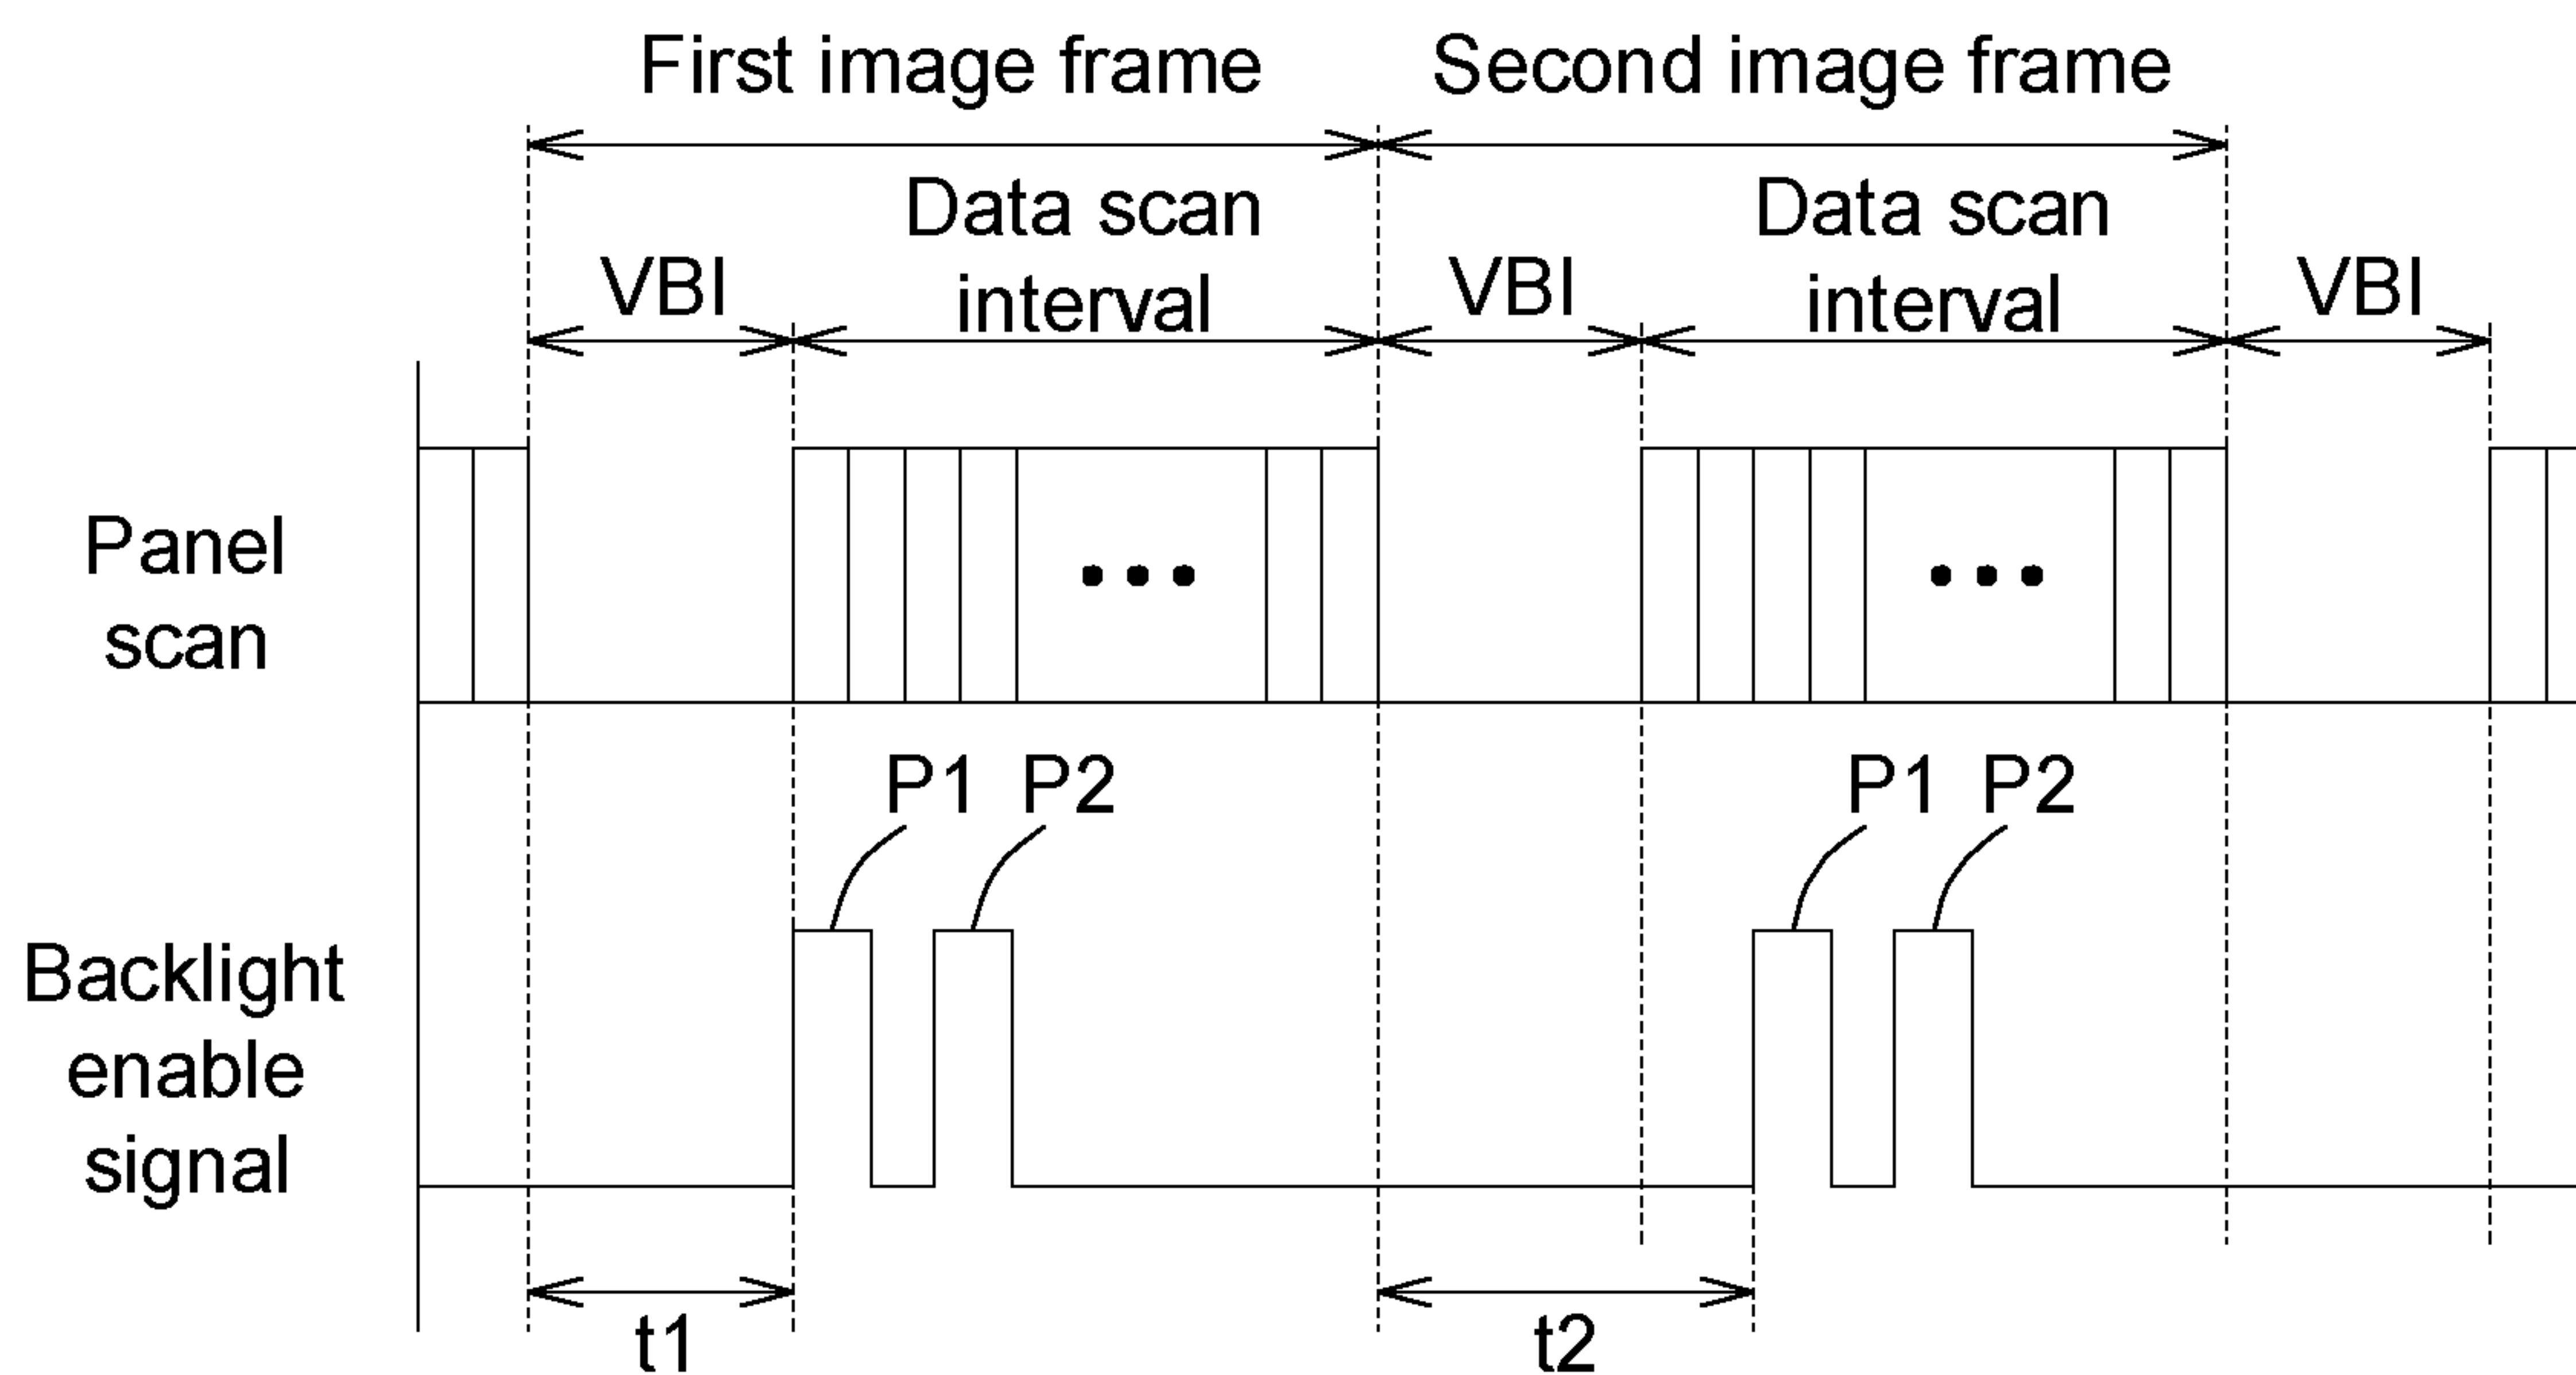 First image frame
Second image frame
Data scan
interval
Data scan
interval
VBI
VBI
VBI
Panel
scan
• • •
• • •
P1
P2
P1
P2
Backlight
enable
signal
t1
t2